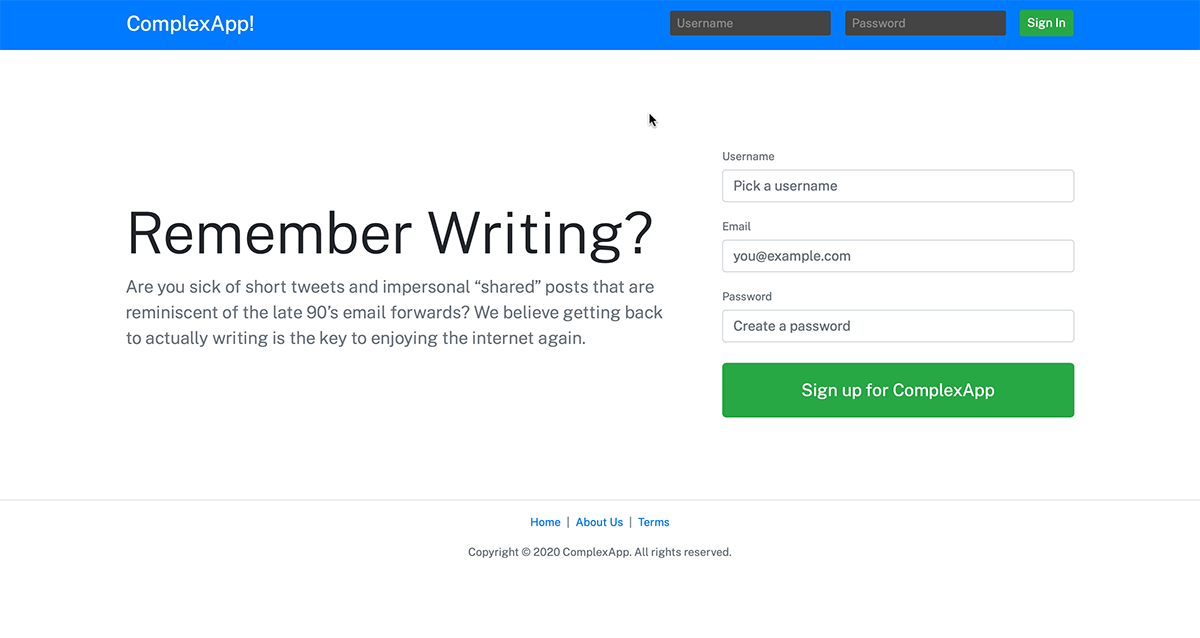 ComplexApp!
Username
Password
Sign In
Remember Writing?
Are you sick of short tweets and impersonal “shared” posts that are
reminiscent of the late 90’s email forwards? We believe getting back
to actually writing is the key to enjoying the internet again.
Username
Pick a username
Email
you@example.com
Password
Create a password
Sign up for ComplexApp
Home | About Us | Terms
Copyright © 2020 ComplexApp. All rights reserved.